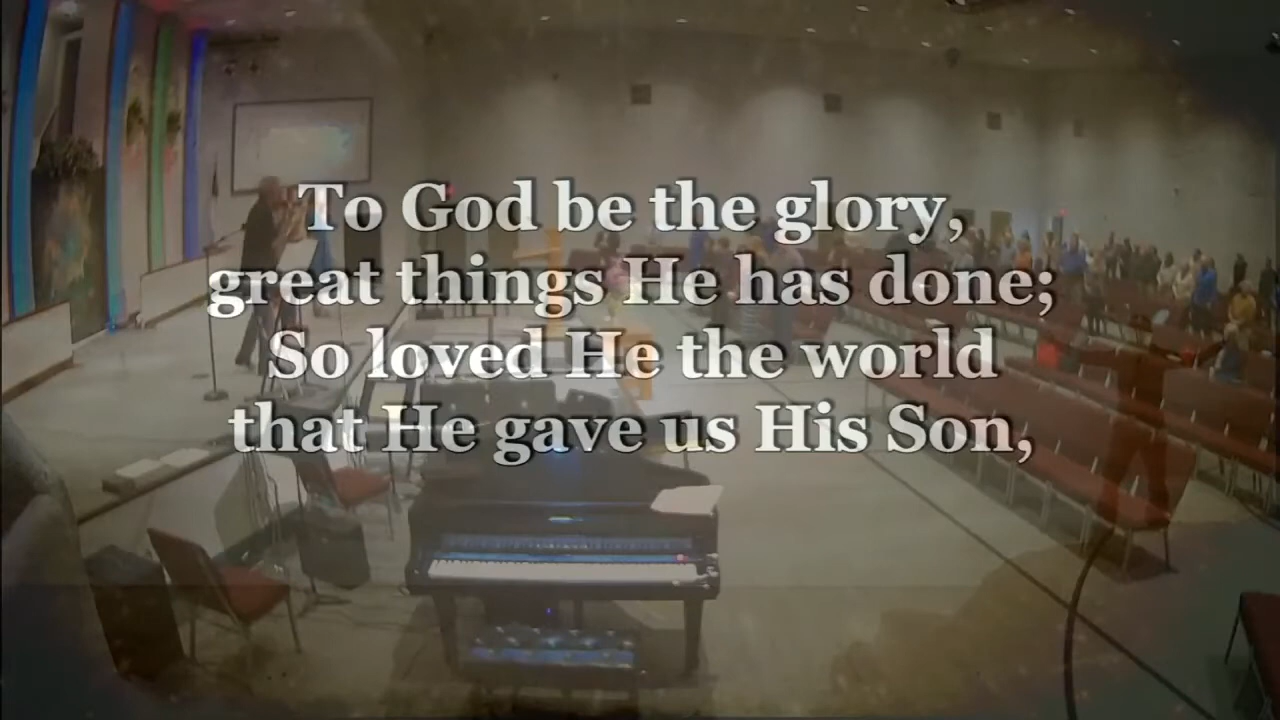 To God be the glory,
great things He has done;
So loved He the world
that He gave us His Son,